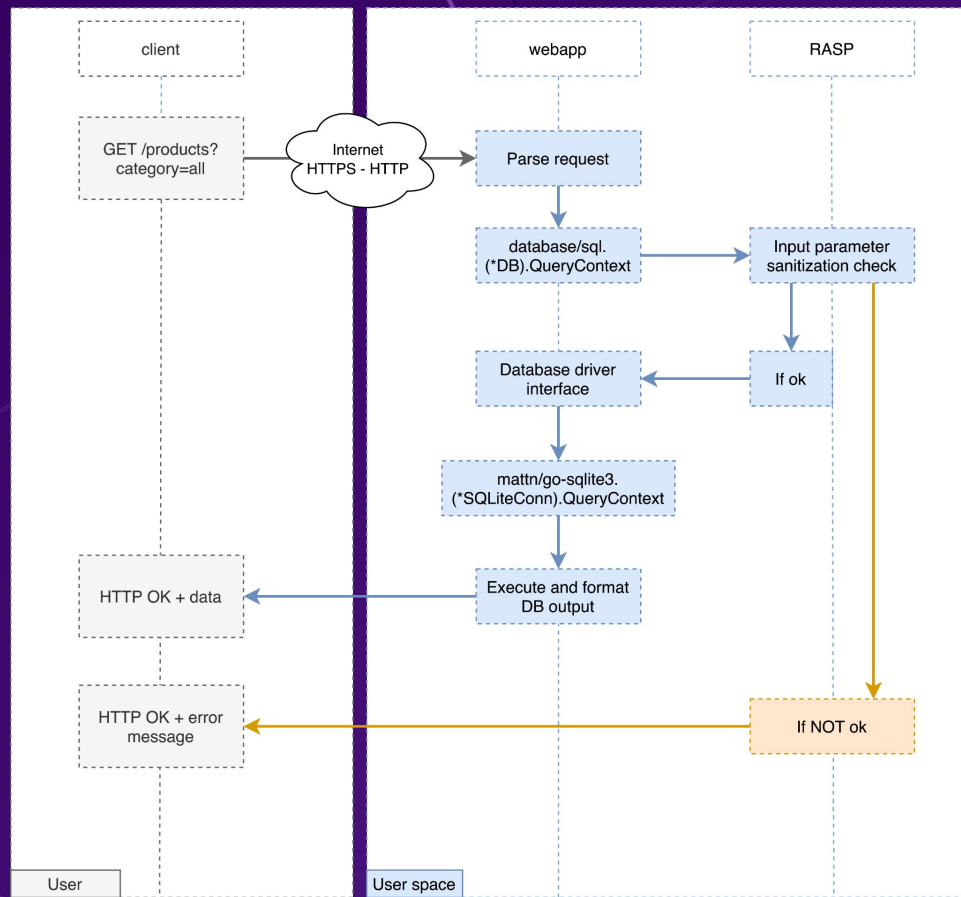 client
webapp
RASP
GET /products?
category=all
Internet
HTTPS - HTTP
Parse request
database/sql.
(*DB).QueryContext
Input parameter
sanitization check
Database driver
interface
If ok
mattn/go-sqlite3.
(*SQLiteConn).QueryContext
HTTP OK + data
Execute and format
DB output
HTTP OK + error
message
If NOT ok
User
User space